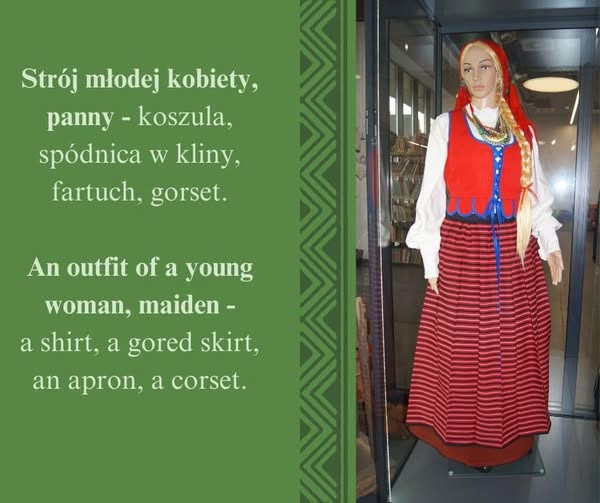 Strój młodej kobiety,
panny - koszula,
spódnica w kliny,
fartuch, gorset.
An outfit of a young
woman, maiden -
a shirt, a gored skirt,
an apron, a corset.